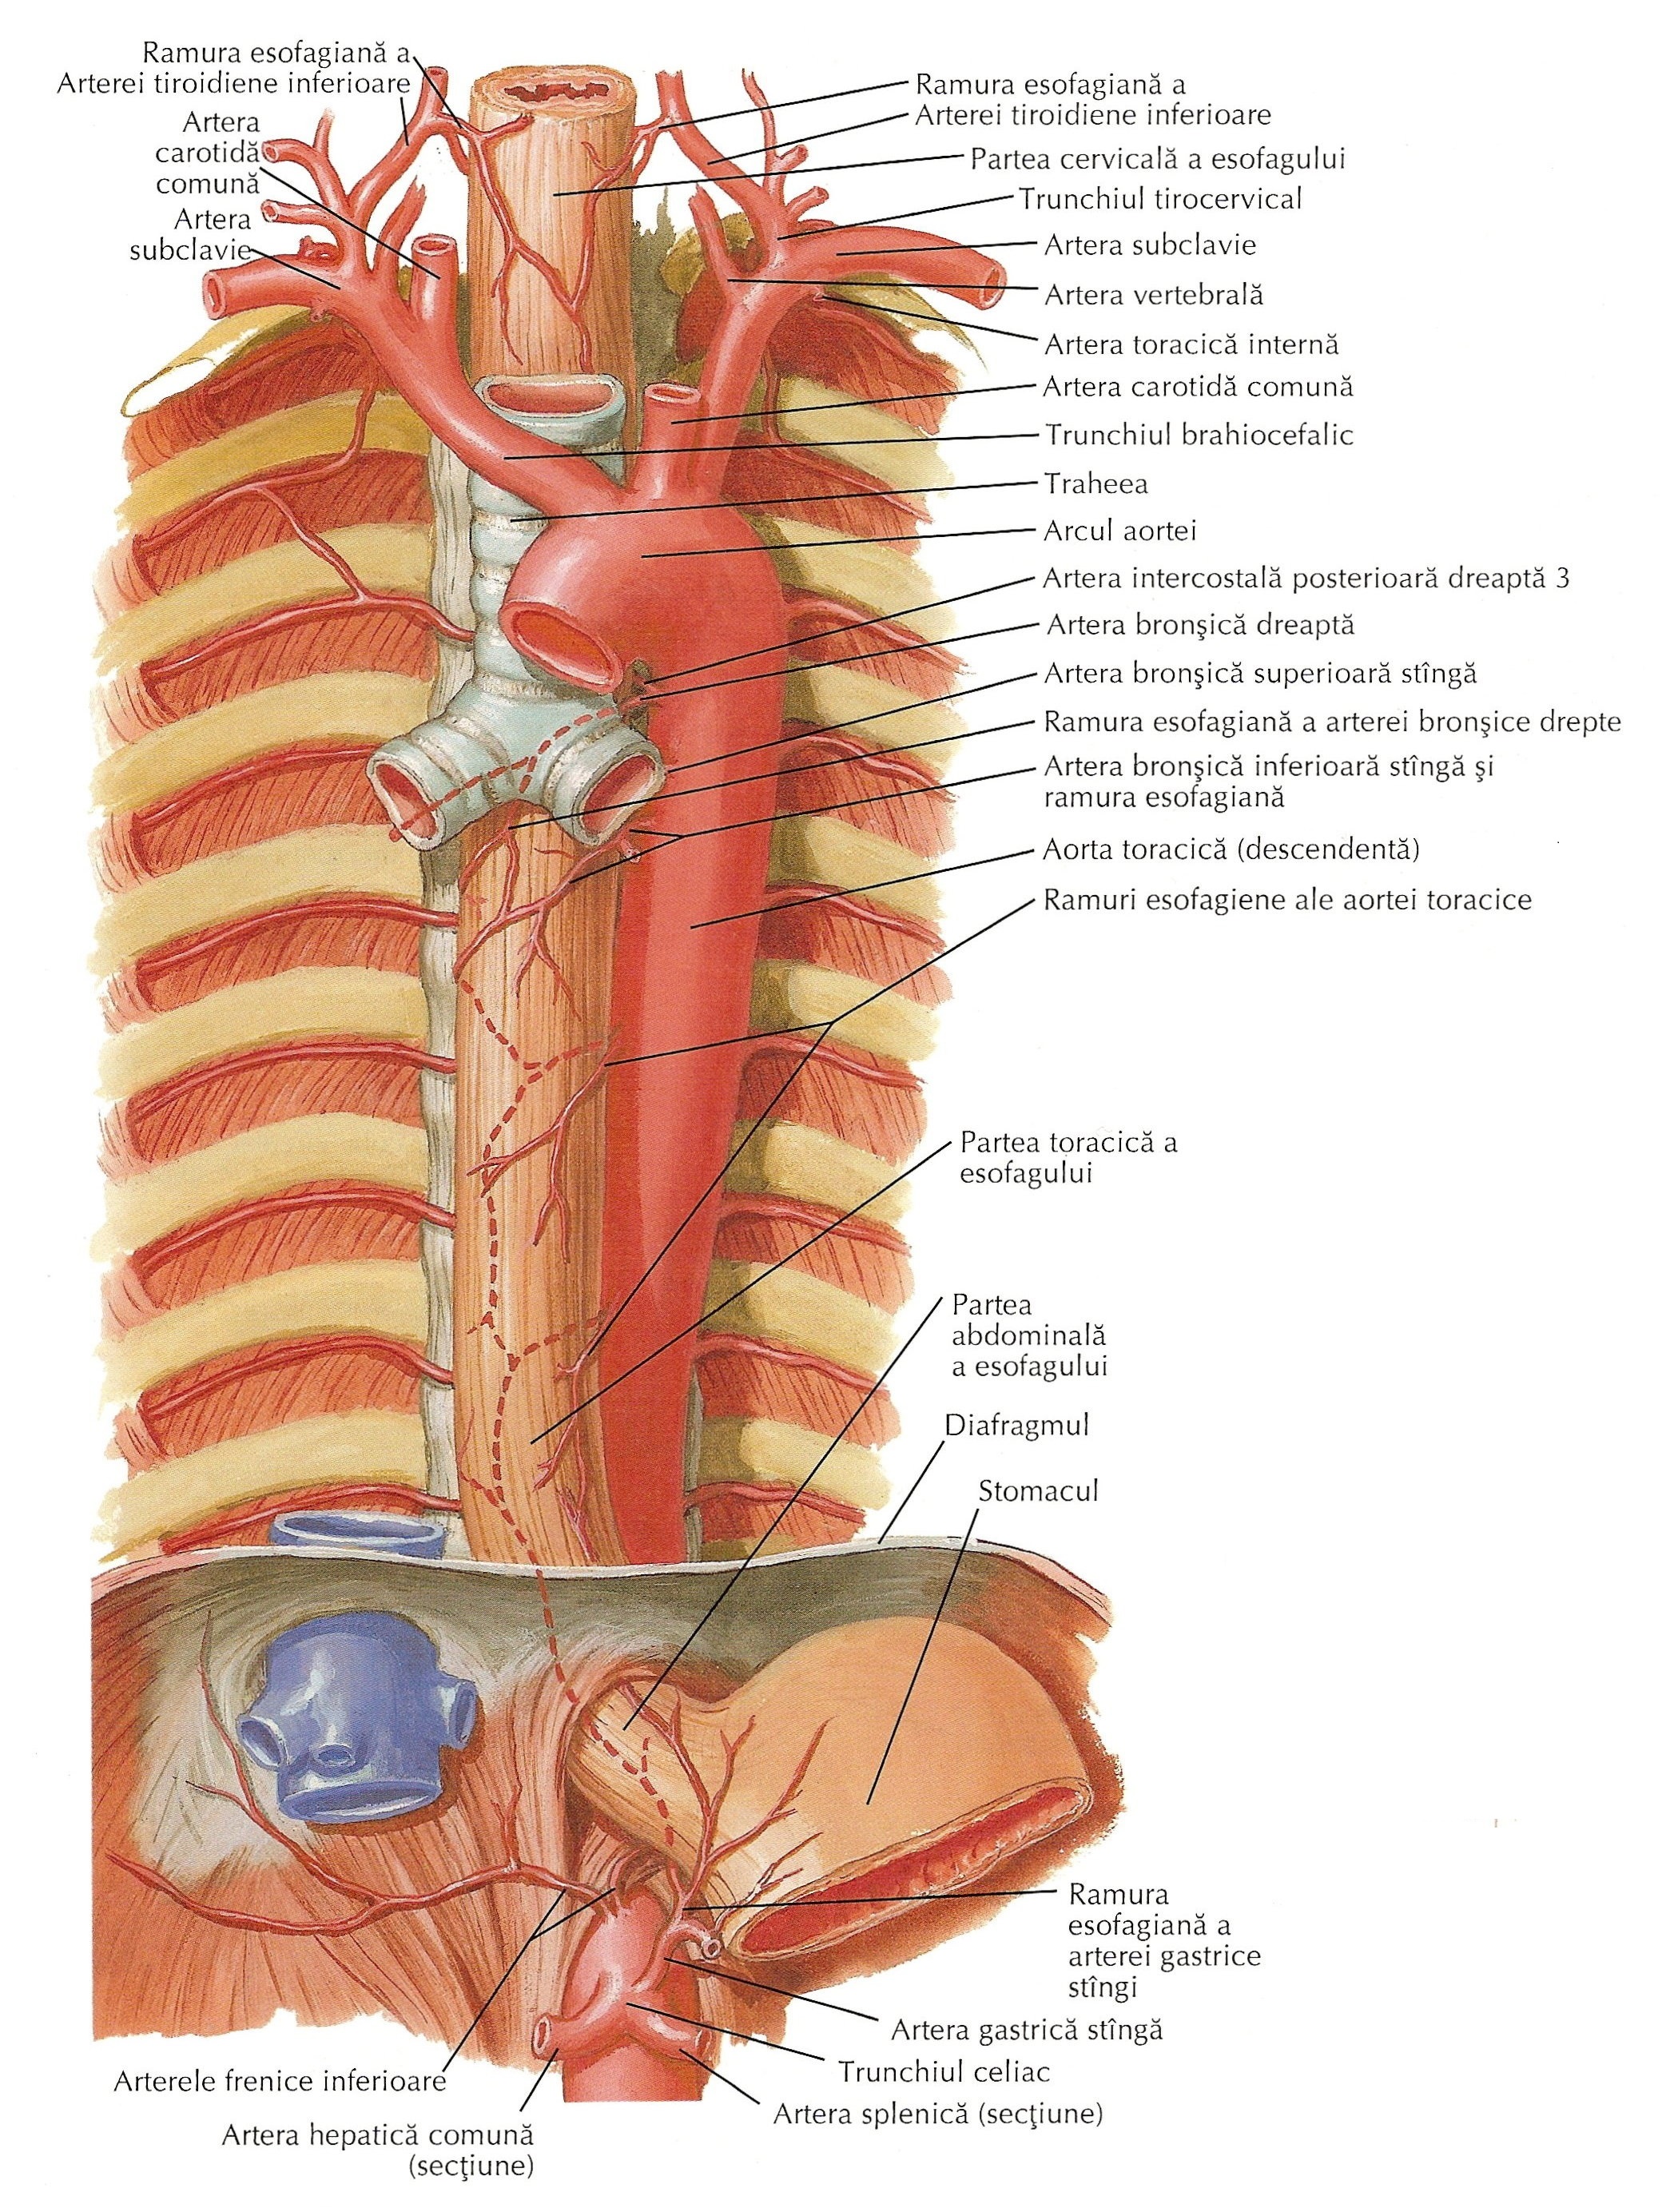 Ramura esofagiană a
Arterei tiroidiene inferioare
Artera
carotidă
comună
Artera
subclavie
Ramura esofagiană a
Arterei tiroidiene inferioare
Partea cervicală a esofagului
Trunchiul tirocervical
Artera subclavie
Artera vertebrală
Artera toracică internă
Artera carotidă comună
Trunchiul brahiocefalic
Traheea
Arcul aortei
Artera intercostală posterioară dreaptă 3
Artera bronşică dreaptă
Artera bronşică superioară stîngă
Ramura esofagiană a arterei bronşice drepte
Artera bronşică inferioară stîngă şi
ramura esofagiană
Aorta toracică (descendentă)
Ramuri esofagiene ale aortei toracice
Partea toracică a
esofagului
Partea
abdominală
a esofagului
Diafragmul
Stomacul
Ramura
esofagiană a
arterei gastrice
stîngi
Artera gastrică stîngă
Trunchiul celiac
Artera splenică (secţiune)
Arterele frenice inferioare
Artera hepatică comună
(secţiune)